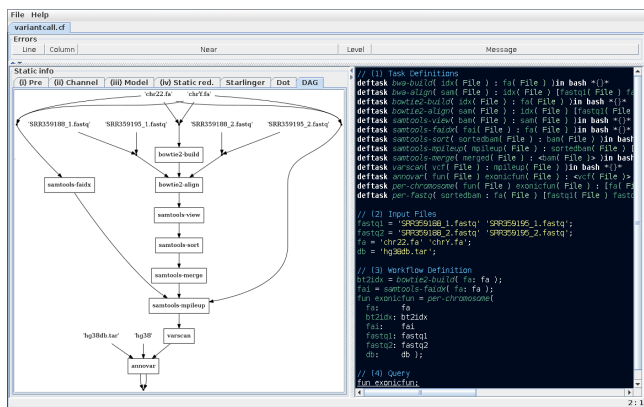 File Help
variantcall.cf
Errors
Line Column Near Level Message
Static info
(i) Pre (ii) Channel (iii) Model (iv) Static red. Starlinger Dot DAG
'chr22.fa' 'chrY.fa'
'SRR359188_1.fastq' 'SRR359195_1.fastq' 'SRR359188_2.fastq' 'SRR359195_2.fastq'
bowtie2-build
samtools-faidx
bowtie2-align
samtools-view
samtools-sort
samtools-merge
samtools-mpileup
'hg38db.tar' 'hg38' varscan
annovar
// (1) Task Definitions
deftask bwa-build( idx( File ) : fa( File ) )in bash *{}*
deftask bwa-align( sam( File ) : idx( File ) [fastq1( File ) fa
deftask bowtie2-build( idx( File ) : fa( File ) )in bash *{}*
deftask bowtie2-align( sam( File ) : idx( File ) [fastq1( File
deftask samtools-view( bam( File ) : sam( File ) )in bash *{}*
deftask samtools-faidx( fai( File ) : fa( File ) )in bash *{}*
deftask samtools-sort( sortedbam( File ) : bam( File ) )in bash
deftask samtools-mpileup( mpileup( File ) : sortedbam( File ) [
deftask samtools-merge( merged( File ) : <bam( File )> )in bash
deftask varscan( vcf( File ) : mpileup( File ) )in bash *{}*
deftask annovar( fun( File ) exonicfun( File ) : <vcf( File )>
deftask per-chromosome( fun( File ) exonicfun( File ) : [fa( Fi
deftask per-fastq( sortedbam : fa( File ) [fastq1( File ) fastq
// (2) Input Files
fastq1 = 'SRR359188_1.fastq' 'SRR359195_1.fastq';
fastq2 = 'SRR359188_2.fastq' 'SRR359195_2.fastq';
fa = 'chr22.fa' 'chrY.fa';
db = 'hg38db.tar';
// (3) Workflow Definition
bt2idx = bowtie2-build( fa: fa );
fai = samtools-faidx( fa: fa );
fun exonicfun = per-chromosome(
fa: fa
bt2idx: bt2idx
fai: fai
fastq1: fastq1
fastq2: fastq2
db: db );
// (4) Query
fun exonicfun;
2:1